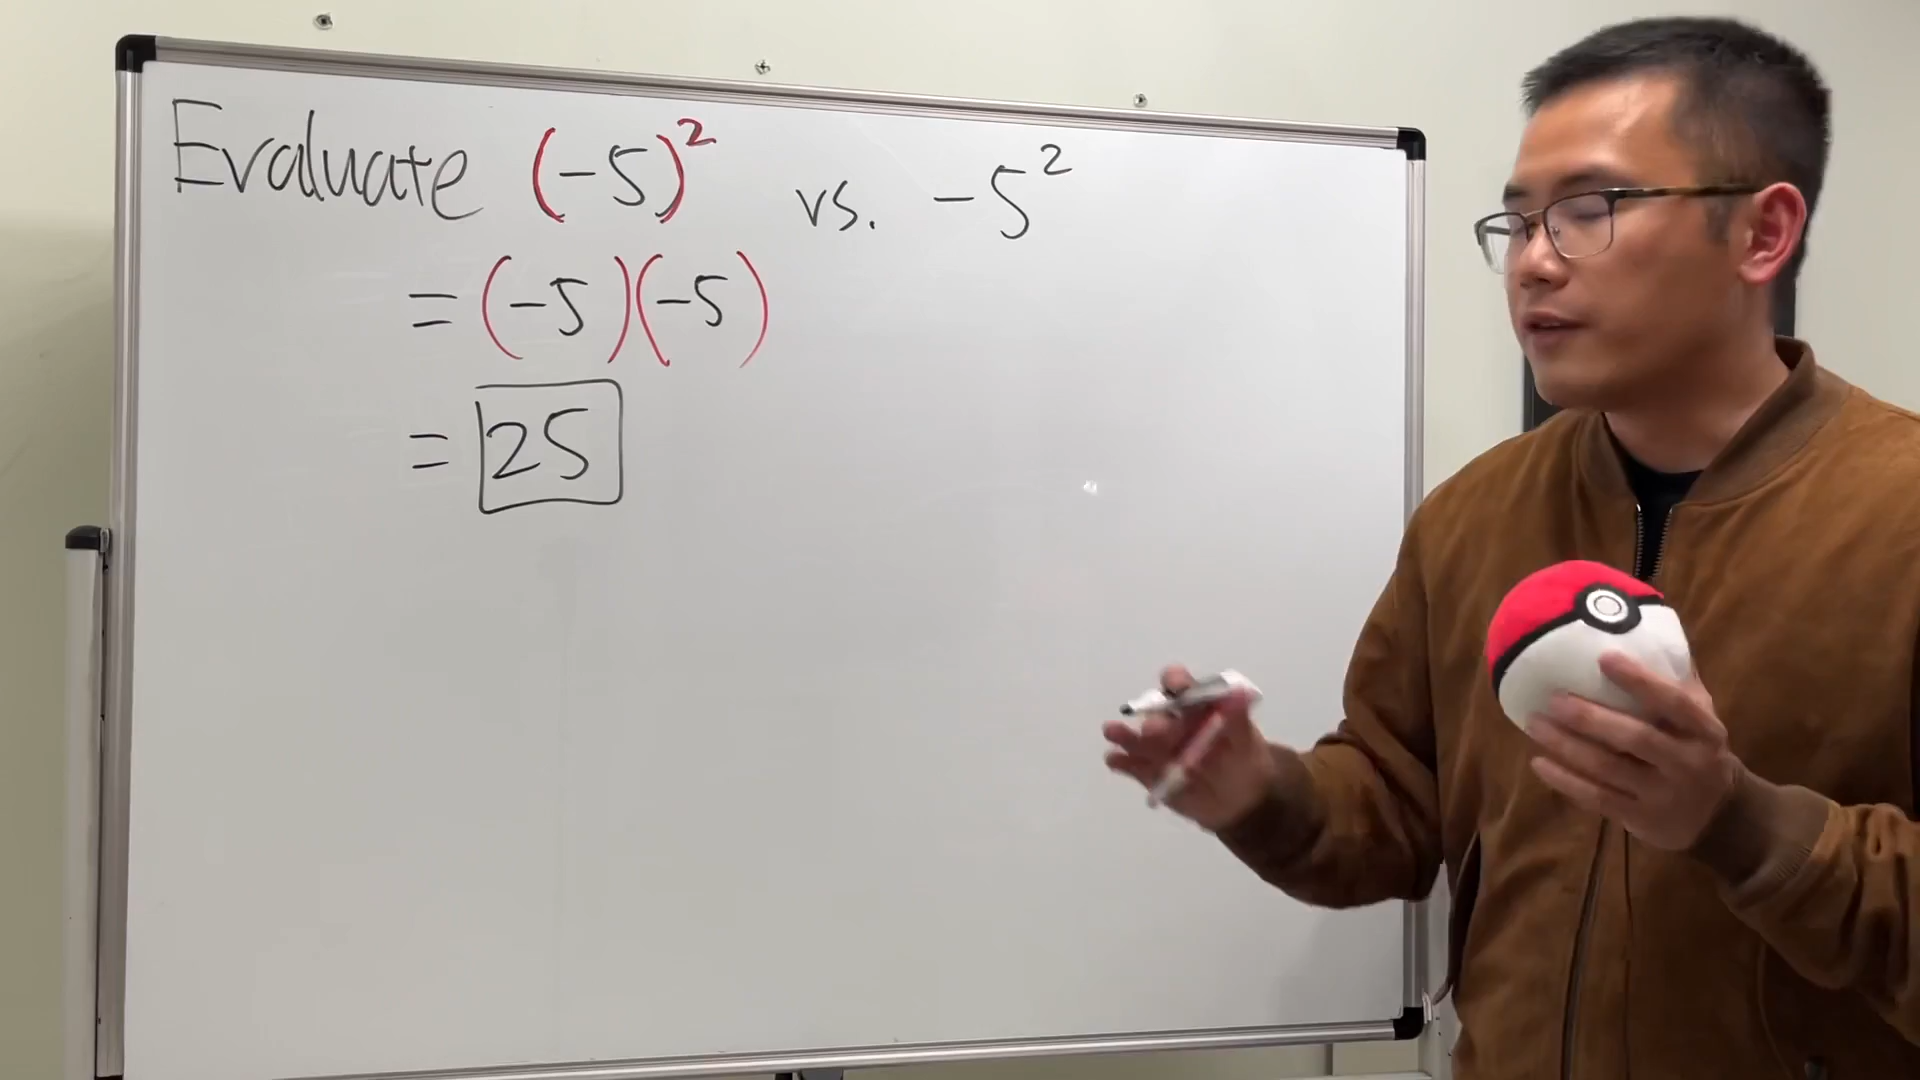 Evaluate (-5)² vs. -5²
= (-5)(-5)
= 25